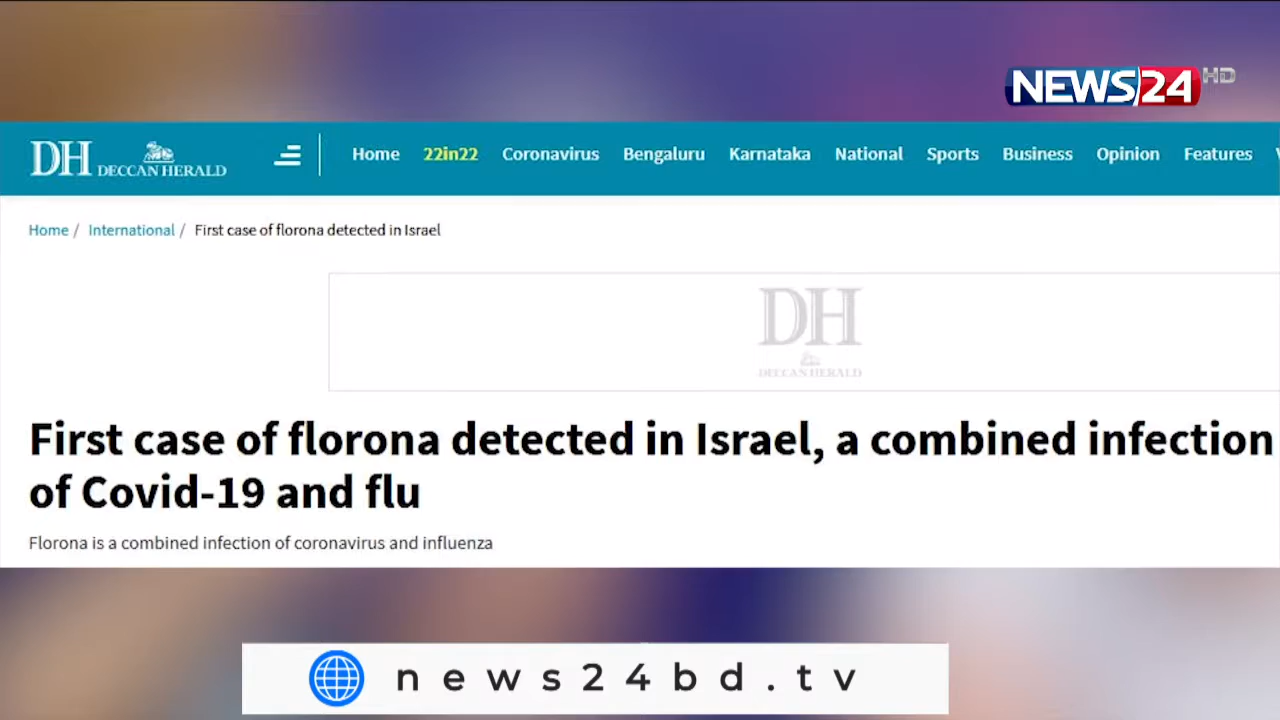 NEWS 24 HD
DH DECCAN HERALD Home 22in22 Coronavirus Bengaluru Karnataka National Sports Business Opinion Features
Home / International / First case of florona detected in Israel
DH
DECCAN HERALD
First case of florona detected in Israel, a combined infection
of Covid-19 and flu
Florona is a combined infection of coronavirus and influenza
news24bd.tv